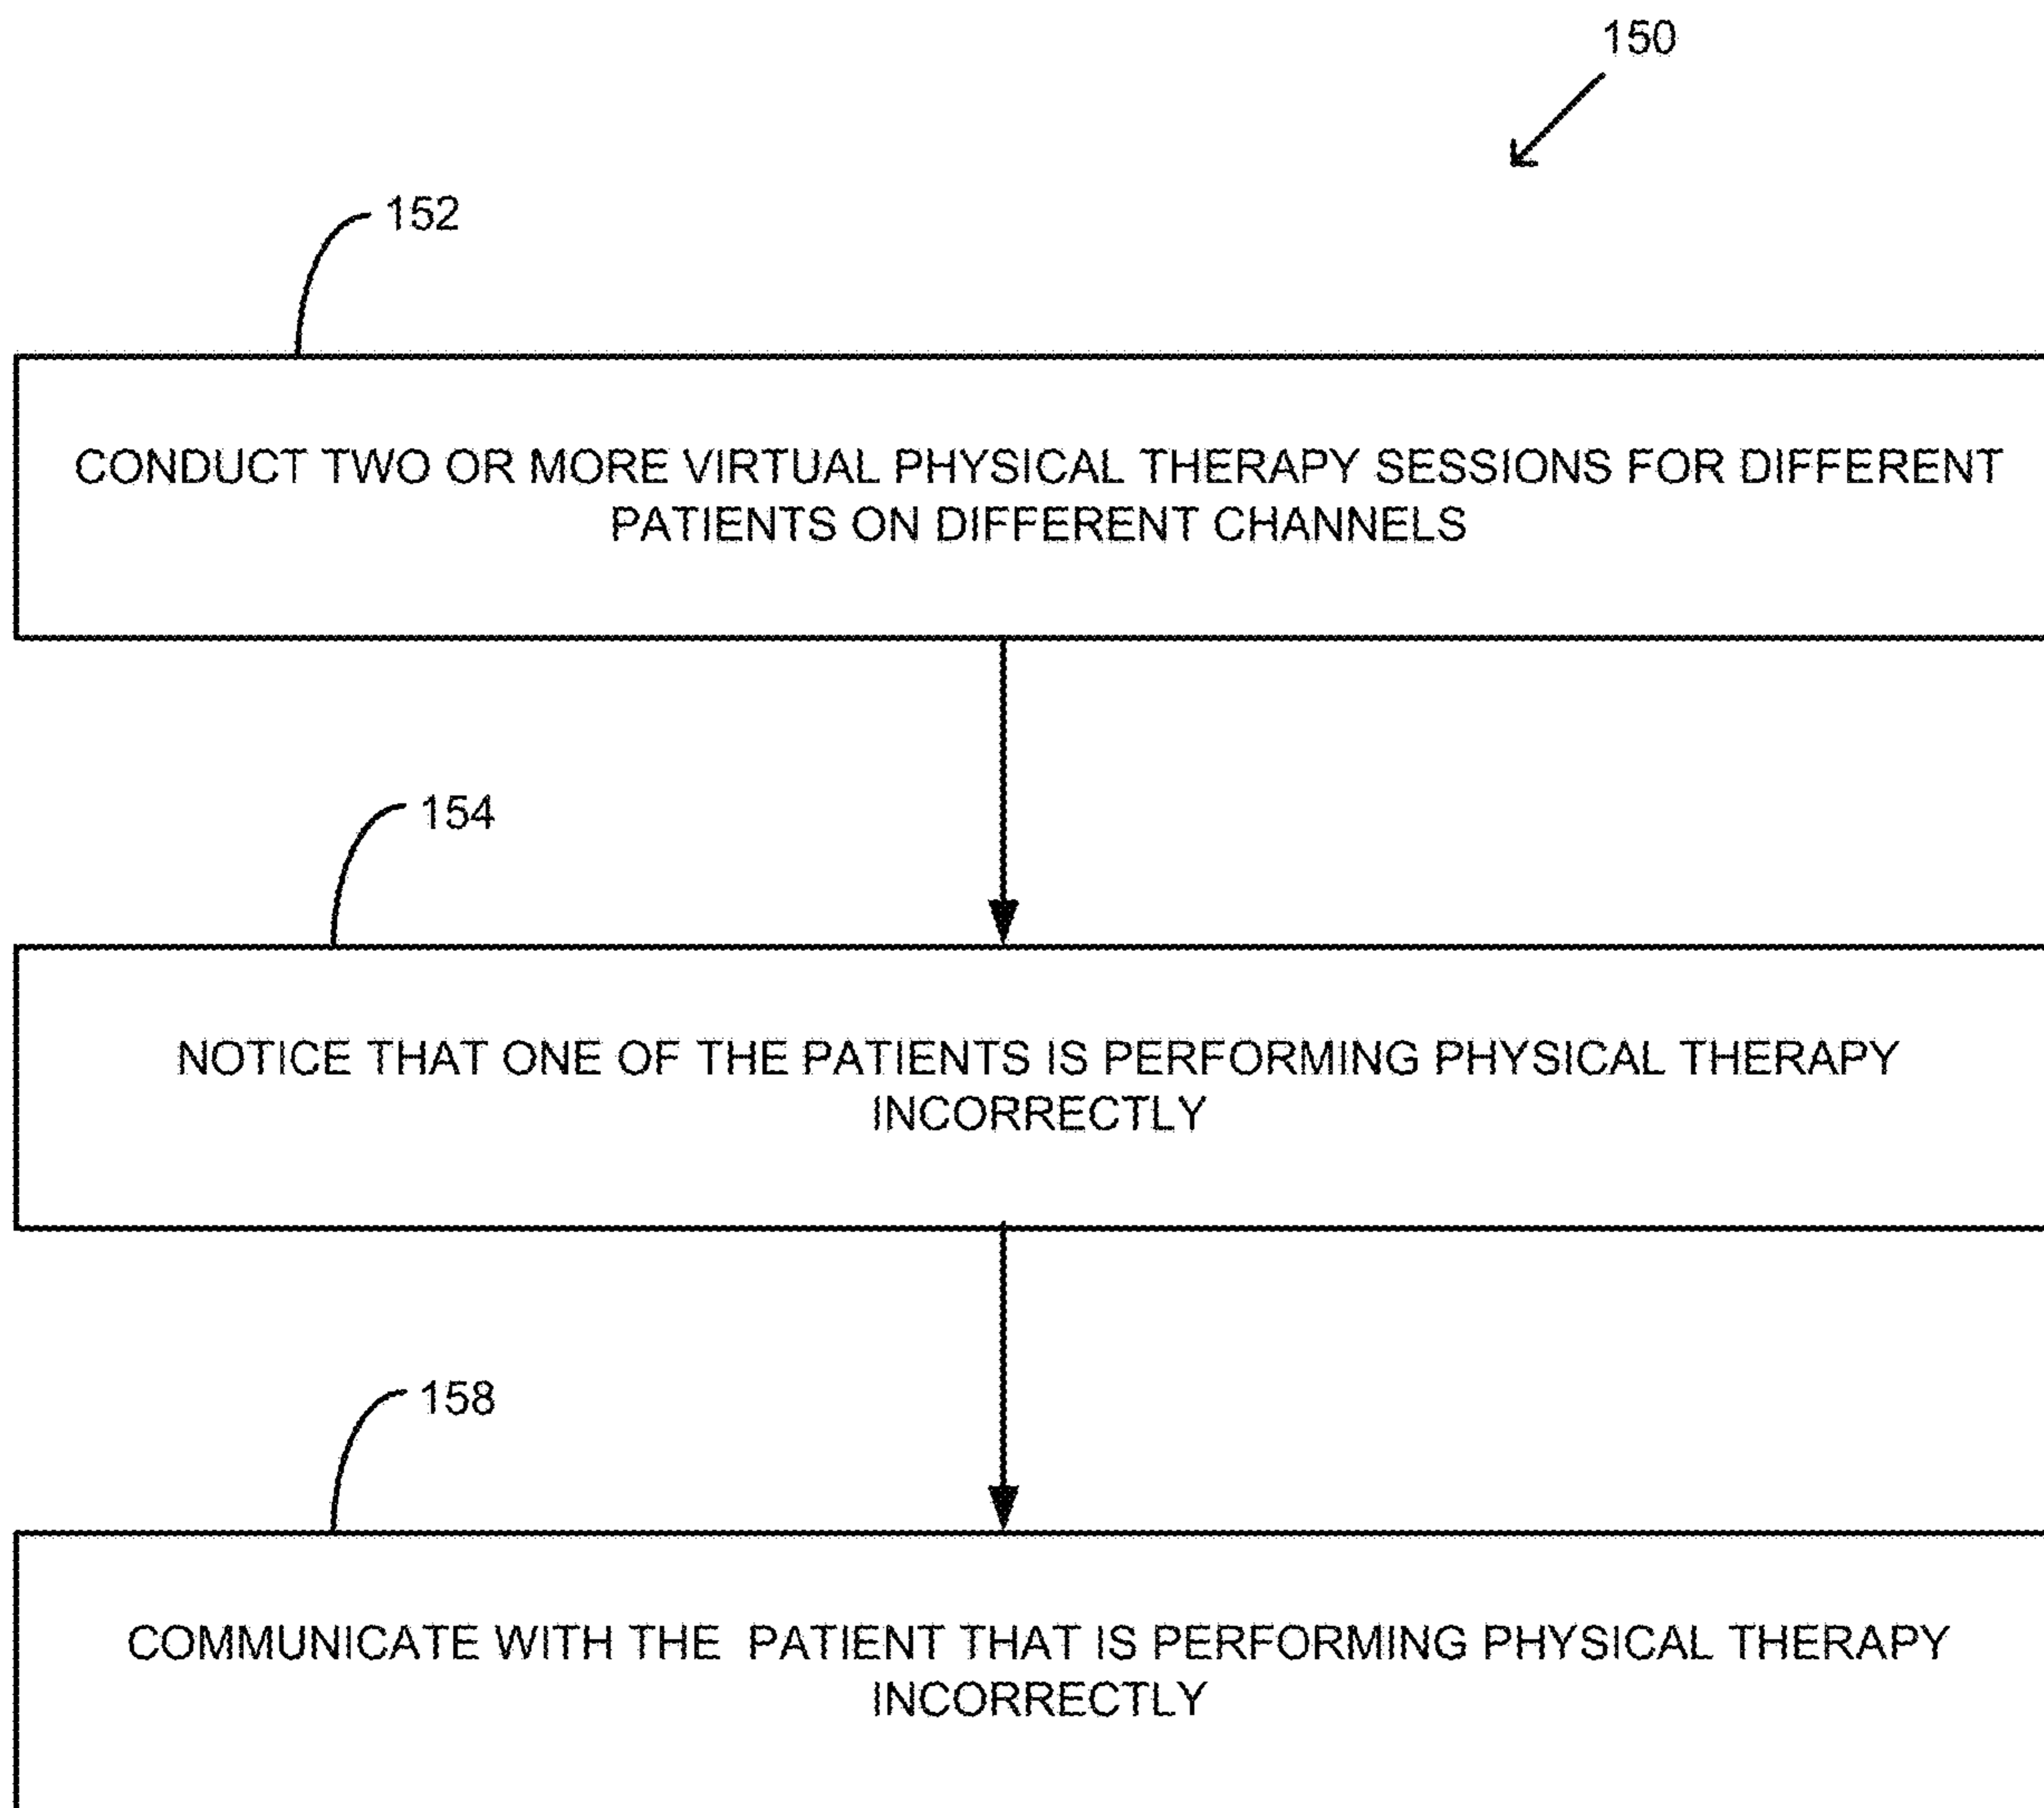 150
152
CONDUCT TWO OR MORE VIRTUAL PHYSICAL THERAPY SESSIONS FOR DIFFERENT
PATIENTS ON DIFFERENT CHANNELS
154
NOTICE THAT ONE OF THE PATIENTS IS PERFORMING PHYSICAL THERAPY
INCORRECTLY
158
COMMUNICATE WITH THE PATIENT THAT IS PERFORMING PHYSICAL THERAPY
INCORRECTLY